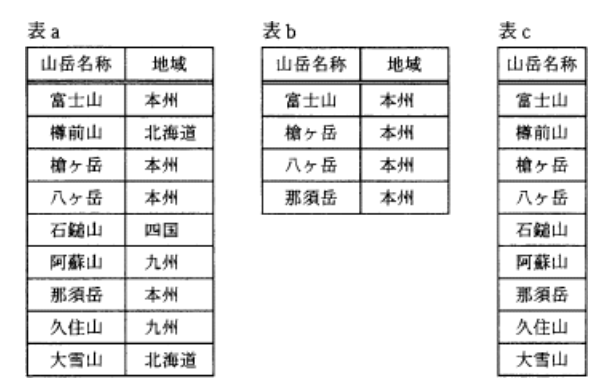 表a
山岳名称 地域
富士山 本州
樽前山 北海道
槍ヶ岳 本州
八ヶ岳 本州
石鎚山 四国
阿蘇山 九州
那須岳 本州
久住山 九州
大雪山 北海道
表b
山岳名称 地域
富士山 本州
槍ヶ岳 本州
八ヶ岳 本州
那須岳 本州
表c
山岳名称
富士山
樽前山
槍ヶ岳
八ヶ岳
石鎚山
阿蘇山
那須岳
久住山
大雪山